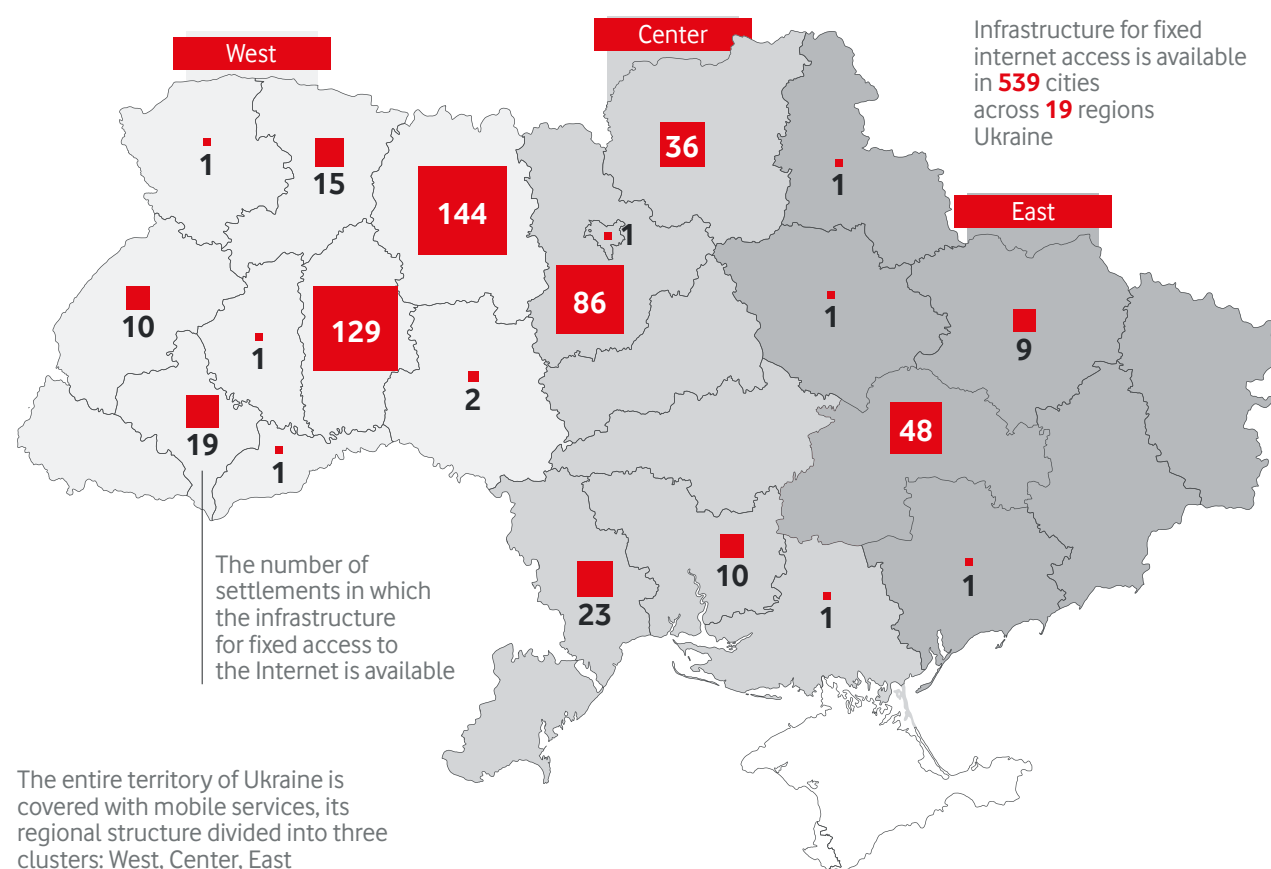 West
Center
Infrastructure for fixed
internet access is available
in 539 cities
across 19 regions
Ukraine
East
1
15
144
36
1
1
10
1
129
86
1
9
2
19
1
48
23
10
1
1
The number of
settlements in which
the infrastructure
for fixed access to
the Internet is available
The entire territory of Ukraine is
covered with mobile services, its
regional structure divided into three
clusters: West, Center, East